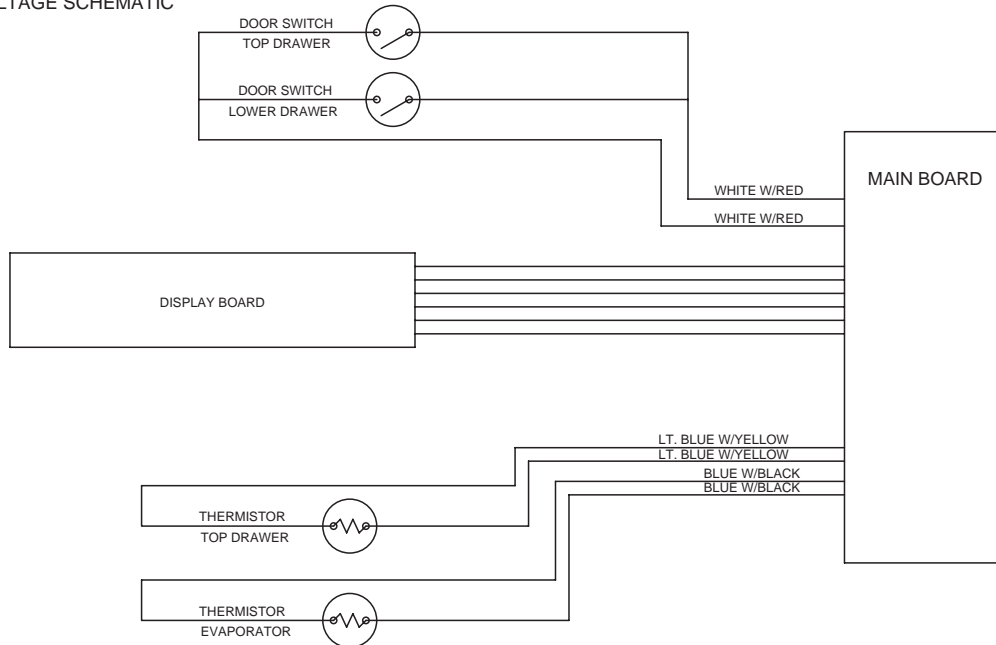 SCHEMATIC
DOOR SWITCH
TOP DRAWER
DOOR SWITCH
LOWER DRAWER
MAIN BOARD
WHITE W/RED
WHITE W/RED
DISPLAY BOARD
LT. BLUE W/YELLOW
LT. BLUE W/YELLOW
BLUE W/BLACK
BLUE W/BLACK
THERMISTOR
TOP DRAWER
THERMISTOR
EVAPORATOR